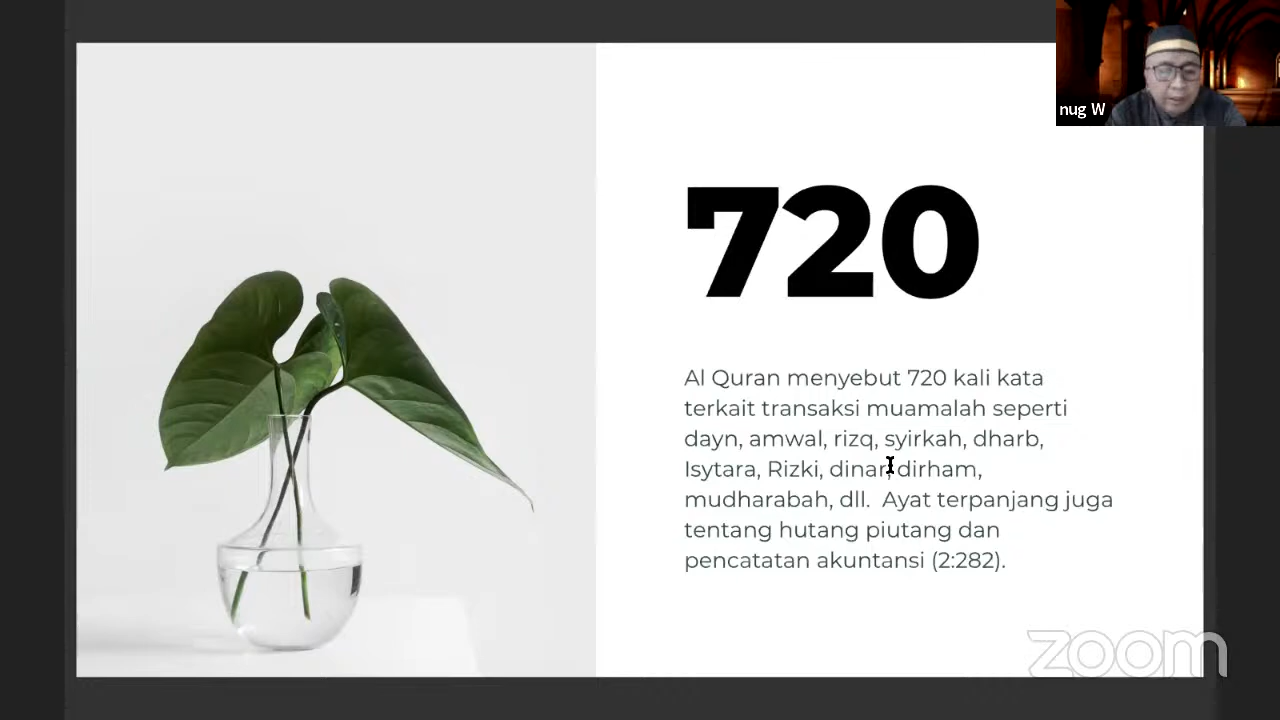 nug W
720
Al Quran menyebut 720 kali kata
terkait transaksi muamalah seperti
dayn, amwal, rizq, syirkah, dharb,
Isytara, Rizki, dinar, dirham,
mudharabah, dll.  Ayat terpanjang juga
tentang hutang piutang dan
pencatatan akuntansi (2:282).
zoom